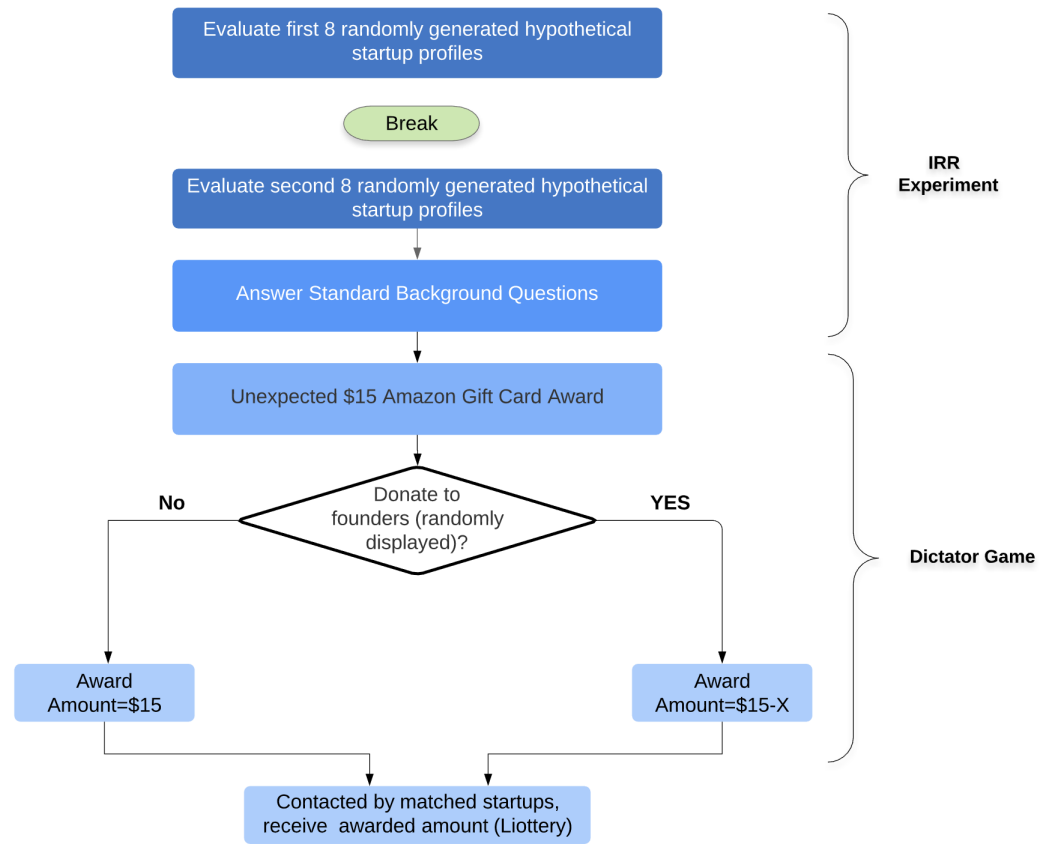 Evaluate first 8 randomly generated hypothetical
startup profiles
Break
Evaluate second 8 randomly generated hypothetical
startup profiles
IRR
Experiment
Answer Standard Background Questions
Unexpected $15 Amazon Gift Card Award
Donate to
founders (randomly
displayed)?
No
YES
Dictator Game
Award
Amount=$15
Award
Amount=$15-X
Contacted by matched startups,
receive  awarded amount (Liottery)